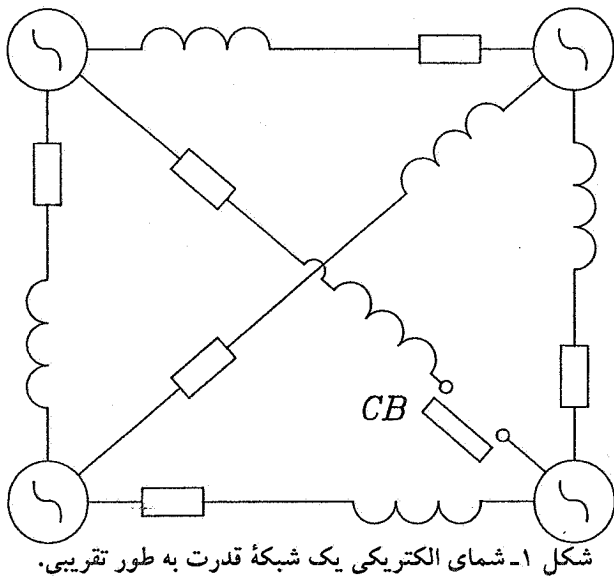 CB
شکل ۱ـ شمای الکتریکی یک شبکهٔ قدرت به طور تقریبی.